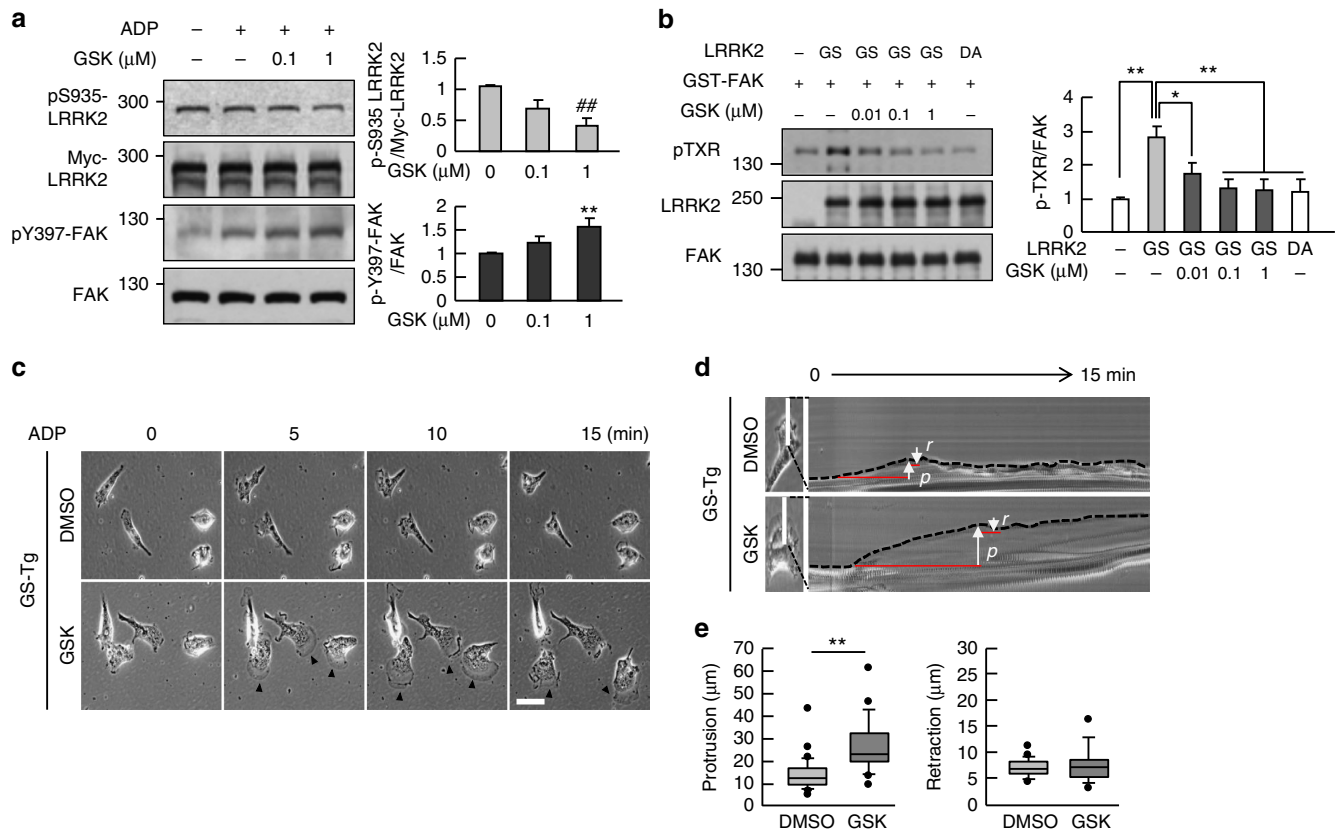 a
ADP – + + +
GSK (μM) – – 0.1 1
pS935-
LRRK2
300
Myc-
LRRK2
300
pY397-FAK
130
FAK
130
p-S935 LRRK2
/Myc-LRRK2
1.5
1
0.5
0
##
GSK (μM) 0 0.1 1
p-Y397-FAK
/FAK
2
1.5
1
0.5
0
**
GSK (μM) 0 0.1 1
b
LRRK2 – GS GS GS GS DA
GST-FAK + + + + + +
GSK (μM) – – 0.01 0.1 1 –
pTXR
130
LRRK2
250
FAK
130
p-TXR/FAK
4
3
2
1
0
** * **
LRRK2 – GS GS GS GS DA
GSK (μM) – – 0.01 0.1 1 –
c
ADP 0 5 10 15 (min)
GS-Tg
DMSO
GSK
d
0 15 min
GS-Tg
DMSO
r
p
GSK
r
p
e
Protrusion (μm)
70
60
50
40
30
20
10
0
**
DMSO GSK
Retraction (μm)
30
25
20
15
10
5
0
DMSO GSK